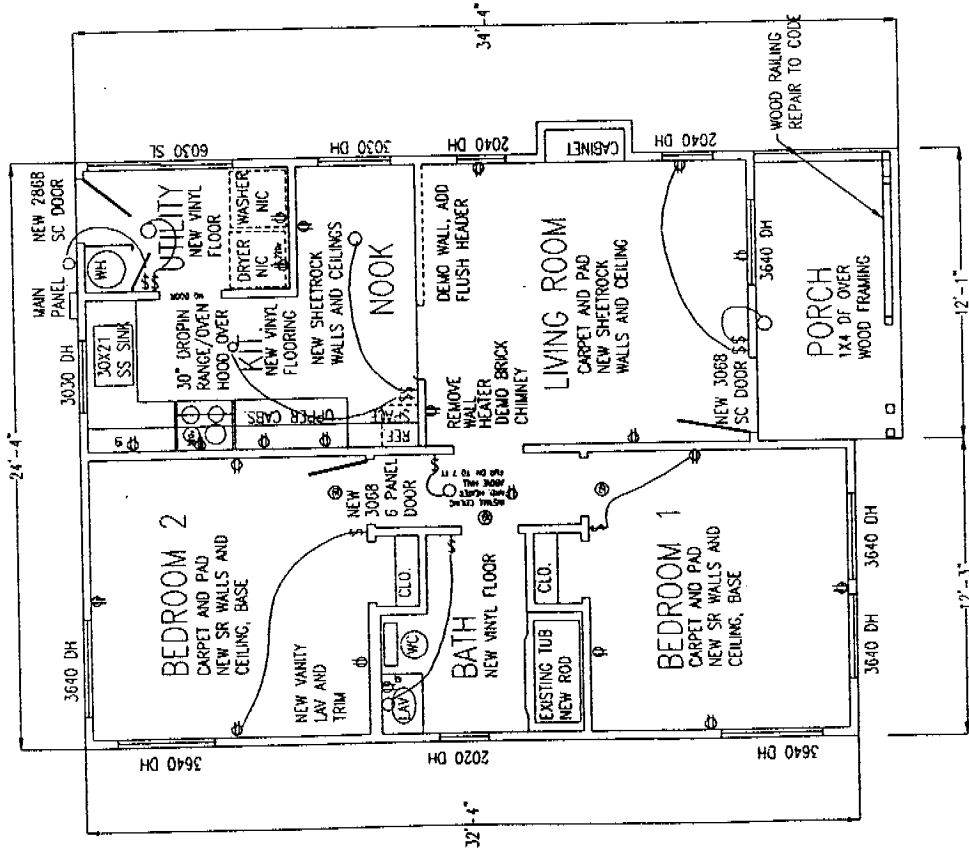 24'-4"
34'-4"
32'-4"
12'-1"
12'-3"
MAIN
PANEL
NEW 2868
SC DOOR
3030 DH
3640 DH
3640 DH
2020 DH
3640 DH
3640 DH
3640 DH
6030 SL
3030 DH
2040 DH
2040 DH
3640 DH
WH
UTILITY
NEW VINYL
FLOOR
DRYER
NIC
WASHER
NIC
NO DOOR
30X21
SS SINK
30" DROPIN
RANGE/OVEN
HOOD OVER
KIT.
NEW VINYL
FLOORING
UPPER CABS.
REF
9
NEW SHEETROCK
WALLS AND CEILINGS
NOOK
DEMO WALL, ADD
FLUSH HEADER
REMOVE
WALL
HEATER
DEMO BRICK
CHIMNEY
LIVING ROOM
CARPET AND PAD
NEW SHEETROCK
WALLS AND CEILING
CABINET
NEW 3068
SC DOOR
PORCH
1X4 DF OVER
WOOD FRAMING
WOOD RAILING
REPAIR TO CODE
BEDROOM 2
CARPET AND PAD
NEW SR WALLS AND
CEILING, BASE
NEW
3068
6 PANEL
DOOR
NEW VANITY
LAV AND
TRIM
CLO.
WC
LAV
BATH
NEW VINYL FLOOR
CLO.
EXISTING TUB
NEW ROD
BEDROOM 1
CARPET AND PAD
NEW SR WALLS AND
CEILING, BASE